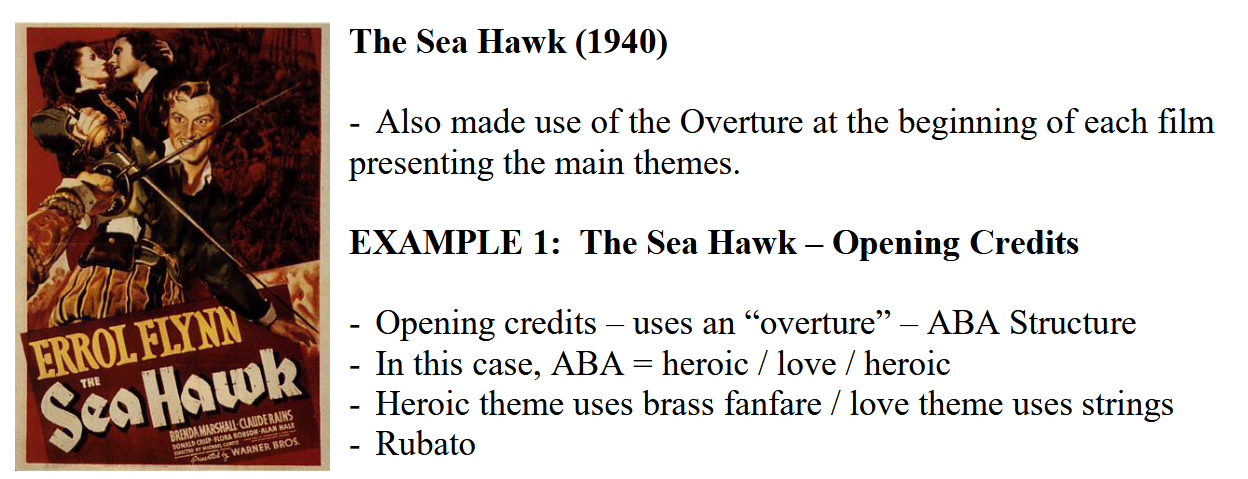 The Sea Hawk (1940)
- Also made use of the Overture at the beginning of each film
presenting the main themes.
EXAMPLE 1: The Sea Hawk – Opening Credits
- Opening credits – uses an “overture” – ABA Structure
- In this case, ABA = heroic / love / heroic
- Heroic theme uses brass fanfare / love theme uses strings
- Rubato
ERROL FLYNN
THE
Sea Hawk
BRENDA MARSHALL · CLAUDE RAINS
DONALD CRISP · FLORA ROBSON · ALAN HALE
DIRECTED BY MICHAEL CURTIZ
Presented by WARNER BROS.